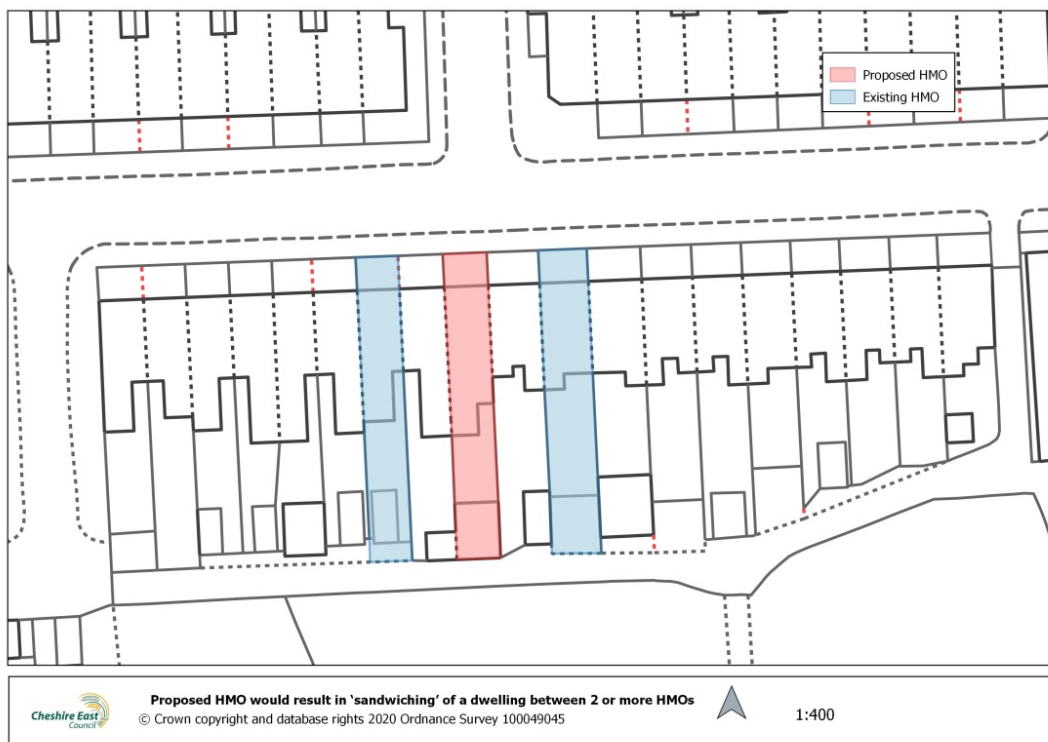 Proposed HMO
Existing HMO
Cheshire East
Council
Proposed HMO would result in ‘sandwiching’ of a dwelling between 2 or more HMOs
© Crown copyright and database rights 2020 Ordnance Survey 100049045
1:400